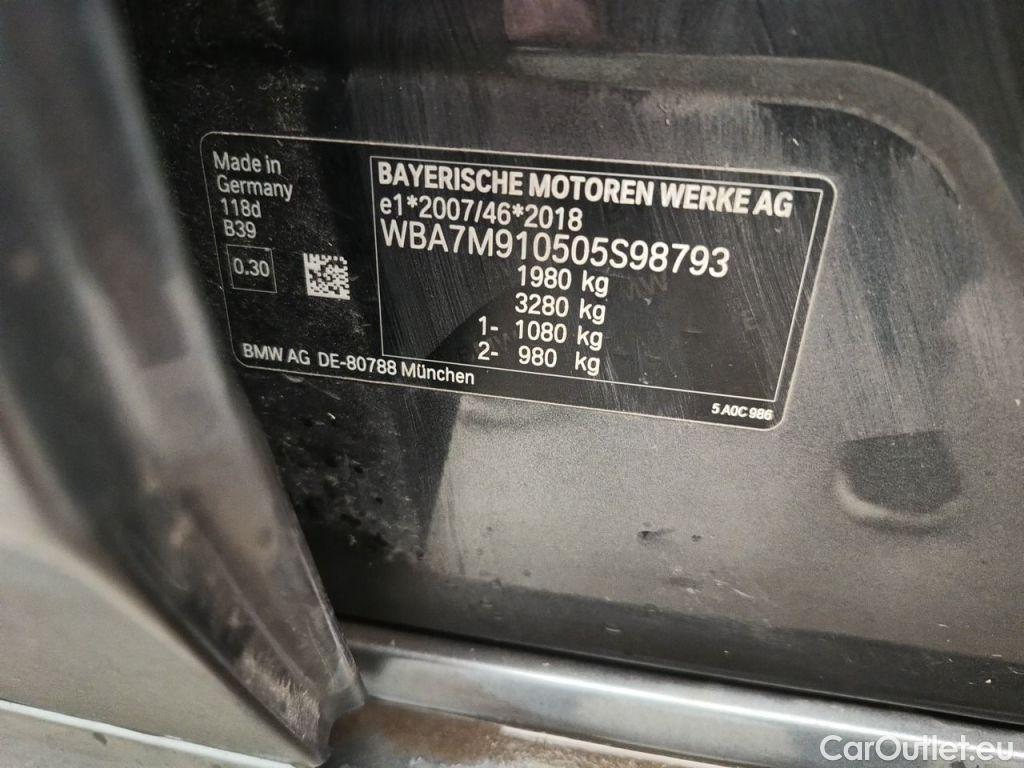 Made in
Germany
118d
B39
0.30
BAYERISCHE MOTOREN WERKE AG
e1*2007/46*2018
WBA7M910505S98793
1980 kg
3280 kg
1- 1080 kg
2- 980 kg
BMW AG DE-80788 München
5 A0C 986
CarOutlet.eu